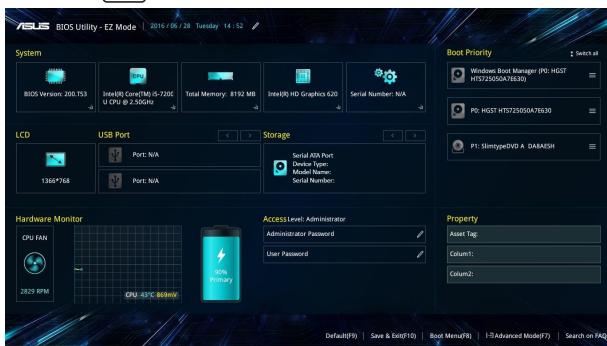 ASUS BIOS Utility - EZ Mode 2016/06/28 Tuesday 14:52
System
BIOS Version: 200.T53
CPU
Intel(R) Core(TM) i5-7200
U CPU @ 2.50GHz
Total Memory: 8192 MB
Intel(R) HD Graphics 620
Serial Number: N/A
Boot Priority
Switch all
Windows Boot Manager (P0: HGST
HTS725050A7E630)
P0: HGST HTS725050A7E630
P1: SlimtypeDVD A DA8AESH
LCD
1366*768
USB Port
Port: N/A
Port: N/A
Storage
Serial ATA Port
Device Type:
Model Name:
Serial Number:
Hardware Monitor
CPU FAN
2829 RPM
CPU 43°C 869mV
90%
Primary
Access Level: Administrator
Administrator Password
User Password
Property
Asset Tag:
Colum1:
Colum2:
Default(F9) Save & Exit(F10) Boot Menu(F8) Advanced Mode(F7) Search on FAQ